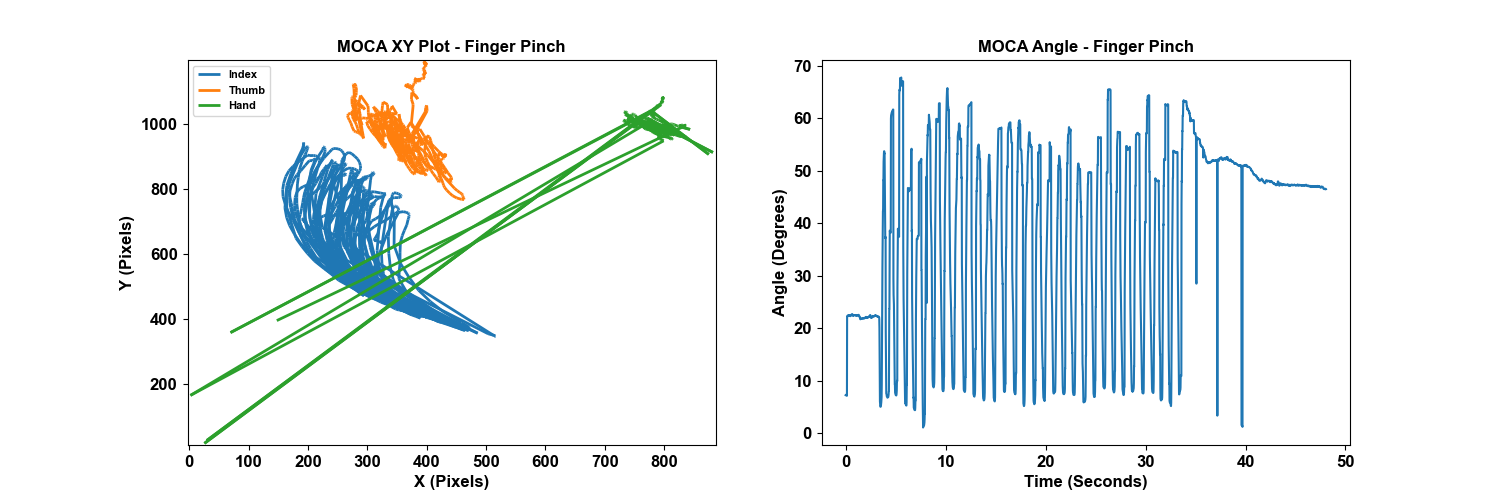 MOCA XY Plot - Finger Pinch
Index
Thumb
Hand
1000
800
600
400
200
Y (Pixels)
0 100 200 300 400 500 600 700 800
X (Pixels)
MOCA Angle - Finger Pinch
70
60
50
40
30
20
10
0
Angle (Degrees)
0 10 20 30 40 50
Time (Seconds)